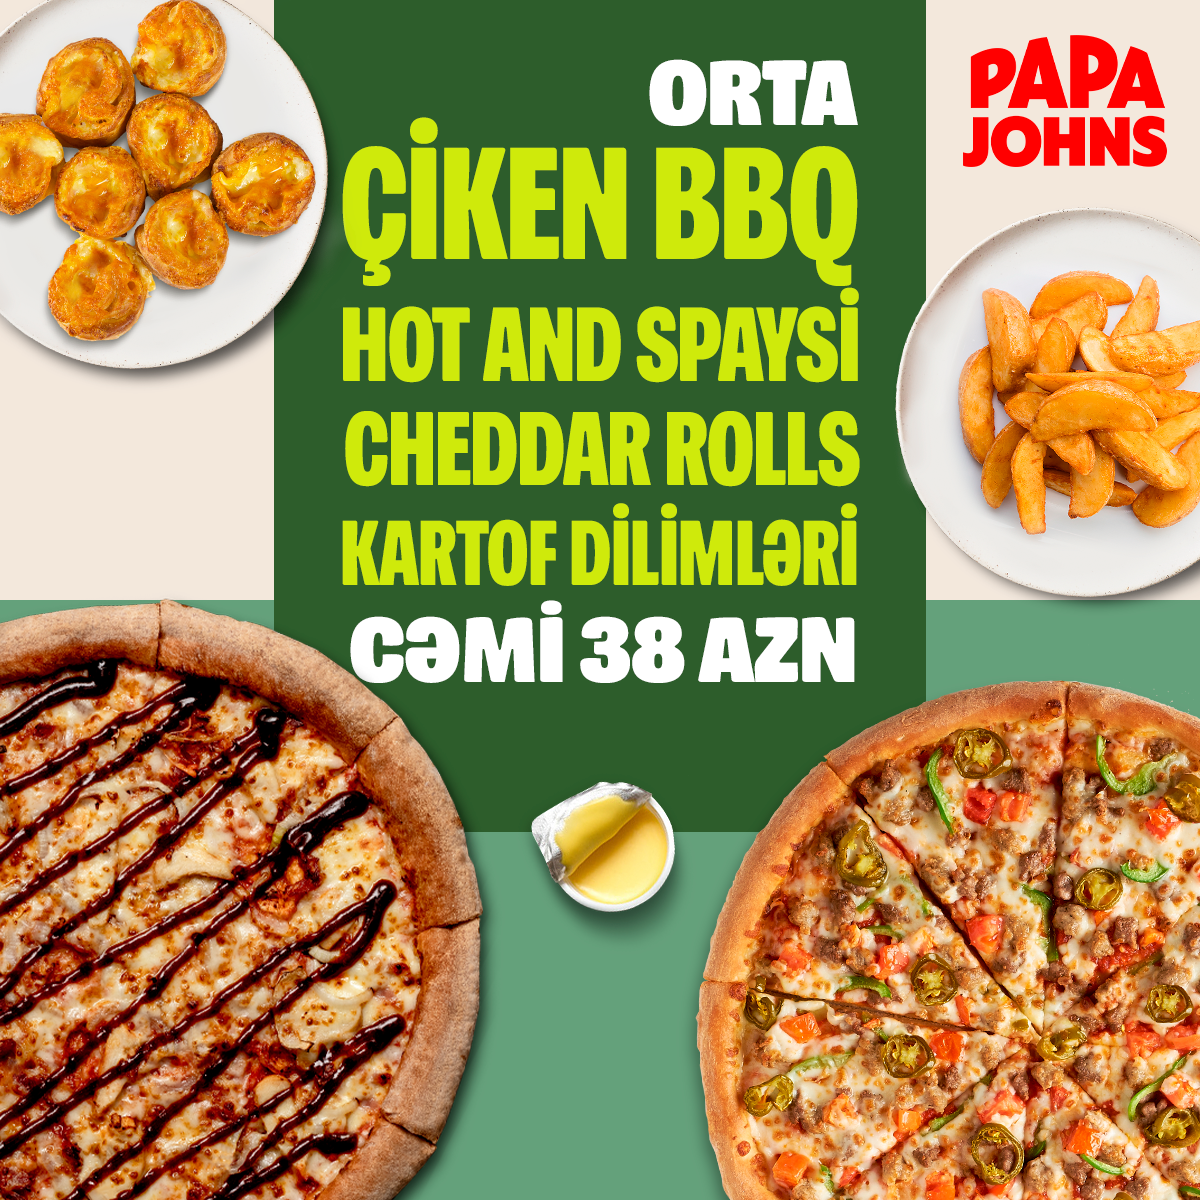 ORTA
ÇİKEN BBQ
HOT AND SPAYSİ
CHEDDAR ROLLS
KARTOF DİLİMLƏRİ
CƏMİ 38 AZN
PAPA
JOHNS